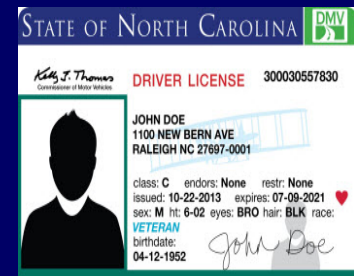 STATE OF NORTH CAROLINA DMV
Kelly J. Thomas
Commissioner of Motor Vehicles
DRIVER LICENSE 300030557830
JOHN DOE
1100 NEW BERN AVE
RALEIGH NC 27697-0001
class: C endors: None restr: None
issued: 10-22-2013 expires: 07-09-2021
sex: M ht: 6-02 eyes: BRO hair: BLK race:
VETERAN
birthdate:
04-12-1952
John Doe